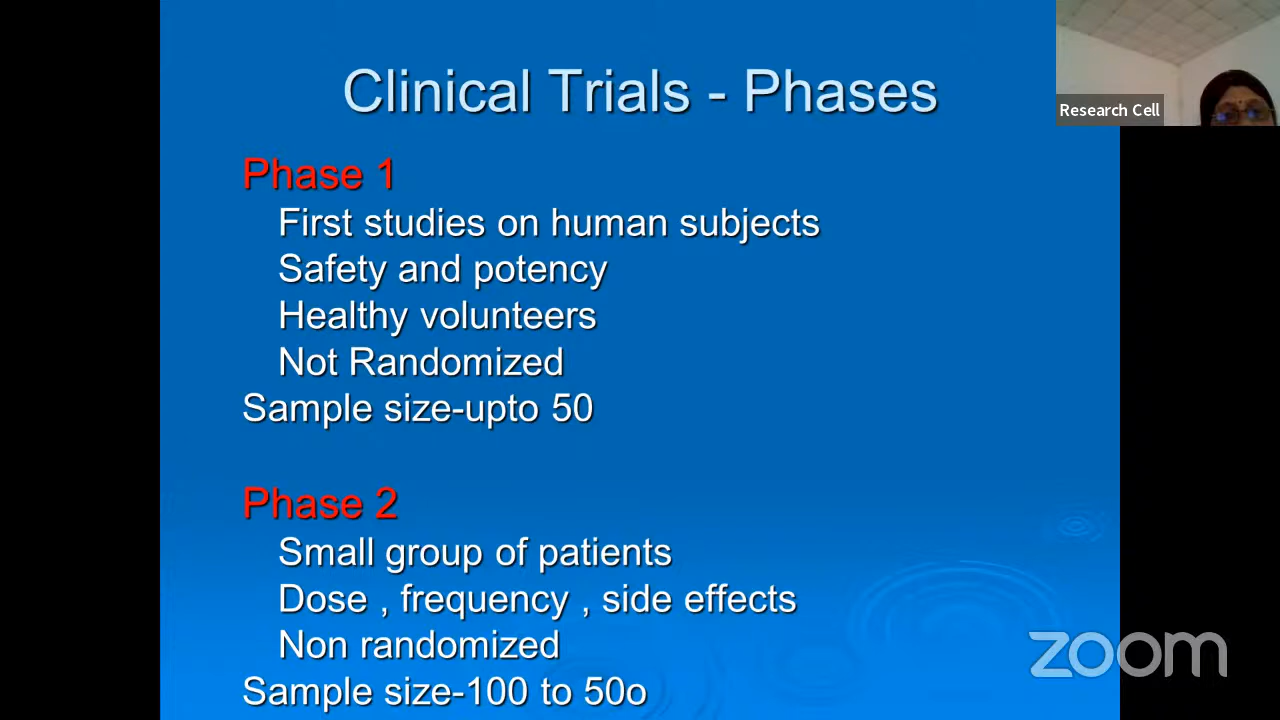 Clinical Trials - Phases
Research Cell
Phase 1
First studies on human subjects
Safety and potency
Healthy volunteers
Not Randomized
Sample size-upto 50
Phase 2
Small group of patients
Dose , frequency , side effects
Non randomized
Sample size-100 to 50o
zoom